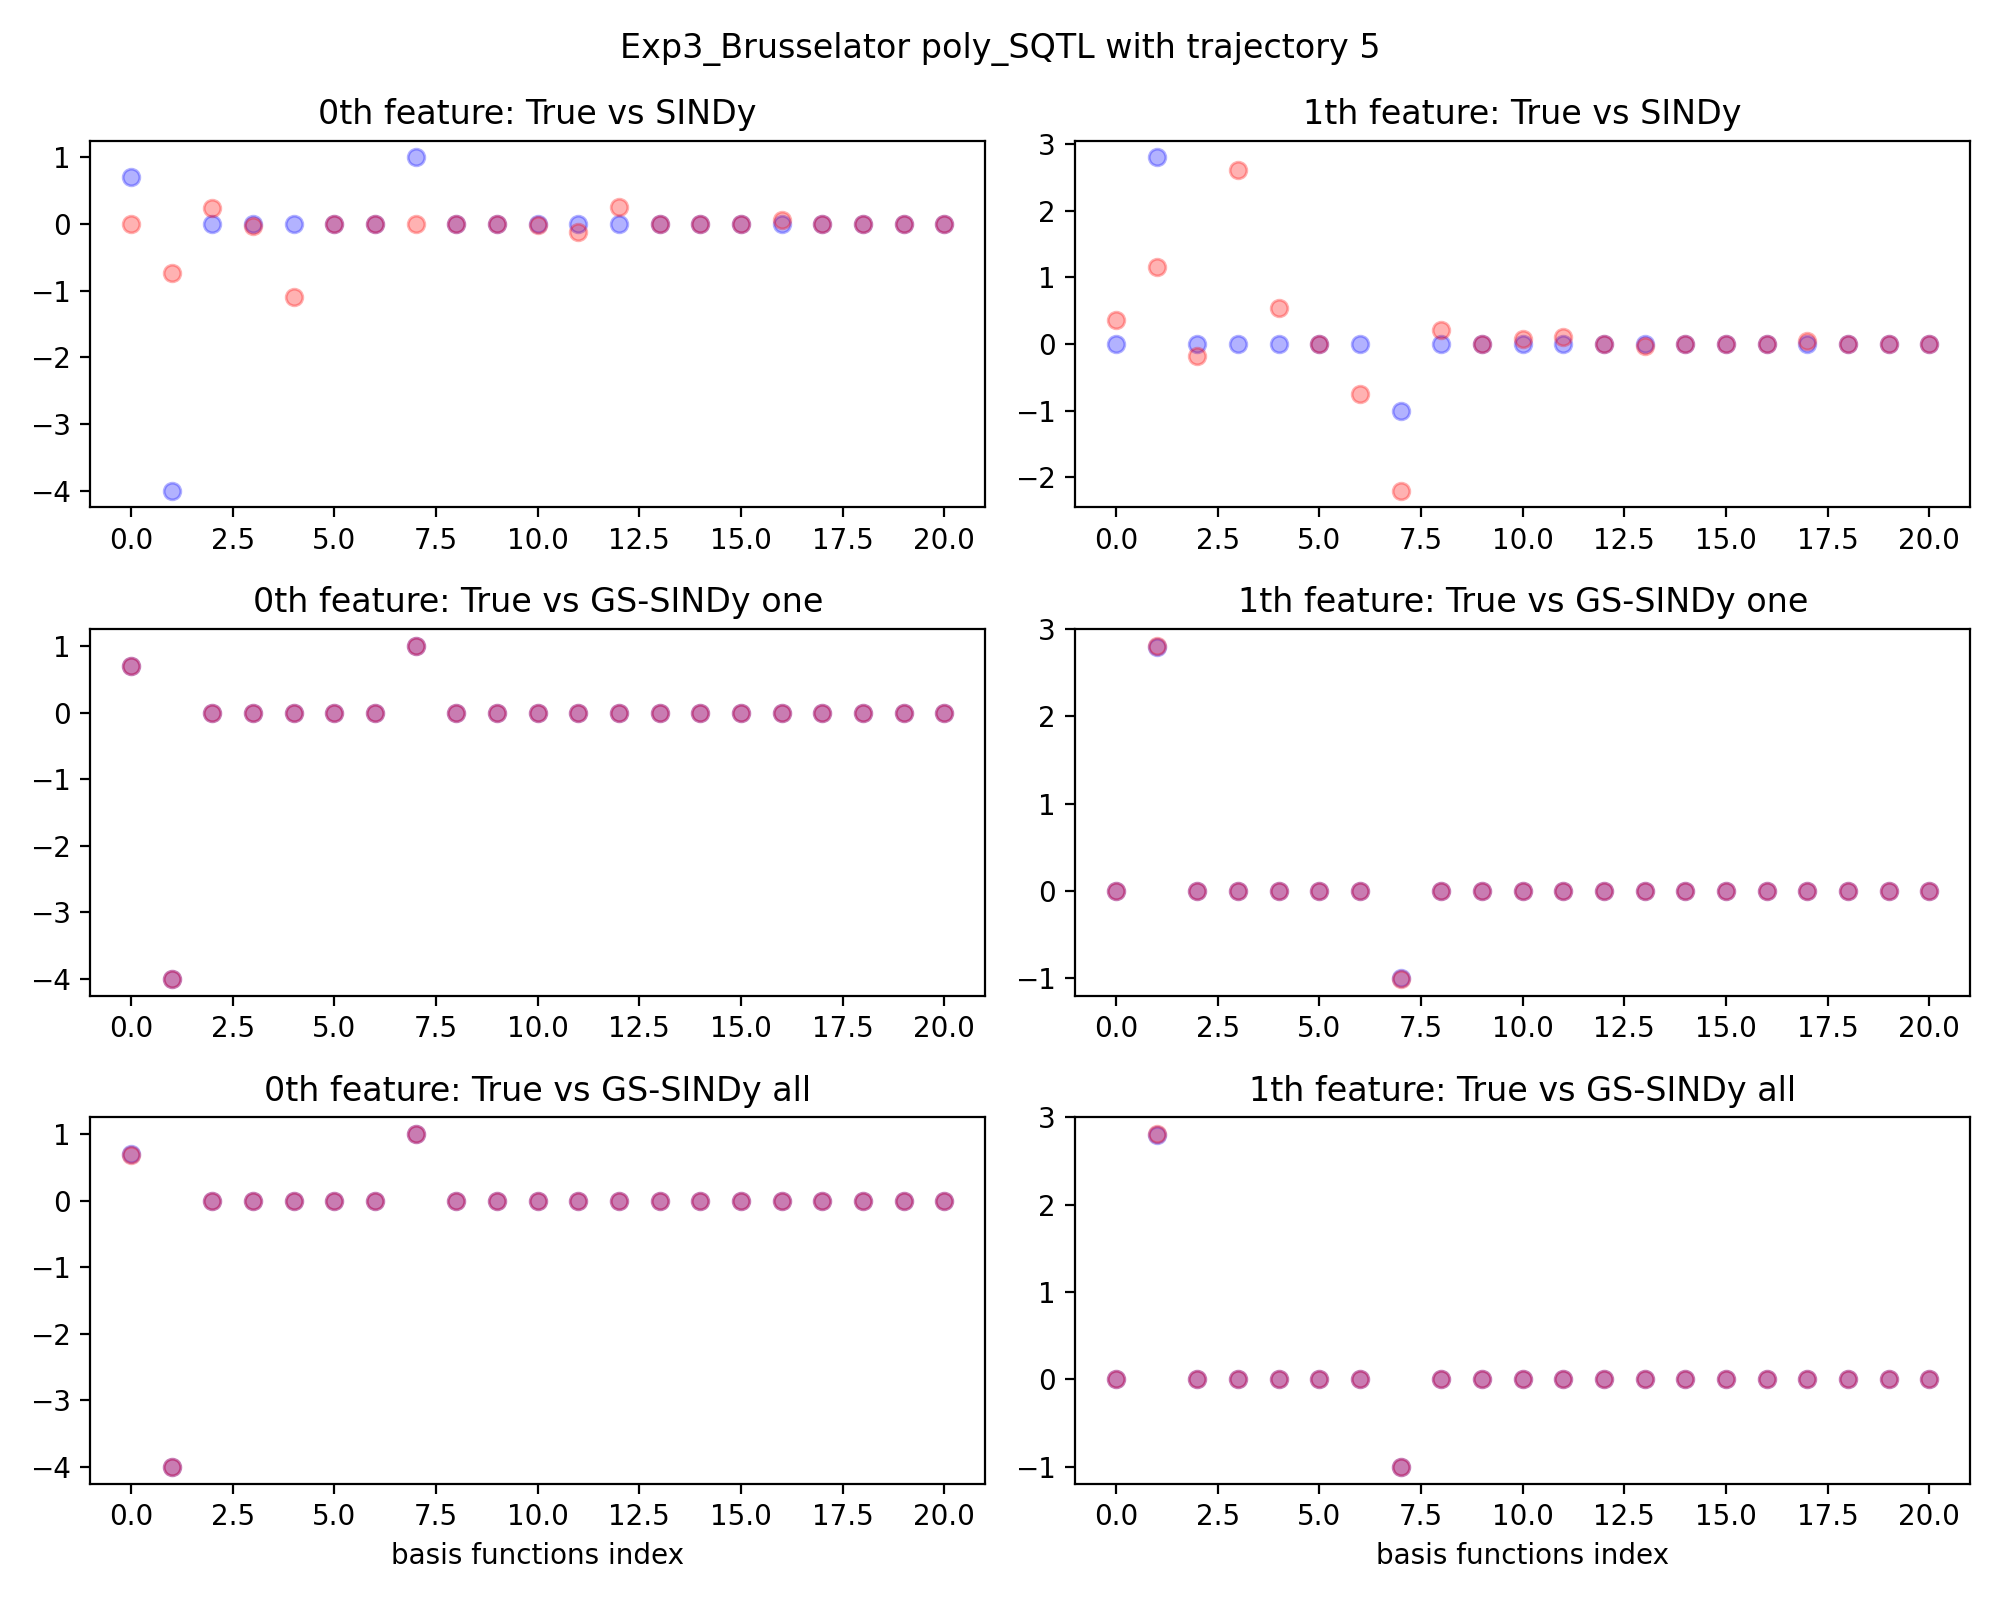 Exp3_Brusselator poly_SQTL with trajectory 5
0th feature: True vs SINDy
1
0
−1
−2
−3
−4
0.0 2.5 5.0 7.5 10.0 12.5 15.0 17.5 20.0
1th feature: True vs SINDy
3
2
1
0
−1
−2
0.0 2.5 5.0 7.5 10.0 12.5 15.0 17.5 20.0
0th feature: True vs GS-SINDy one
1
0
−1
−2
−3
−4
0.0 2.5 5.0 7.5 10.0 12.5 15.0 17.5 20.0
1th feature: True vs GS-SINDy one
3
2
1
0
−1
0.0 2.5 5.0 7.5 10.0 12.5 15.0 17.5 20.0
0th feature: True vs GS-SINDy all
1
0
−1
−2
−3
−4
0.0 2.5 5.0 7.5 10.0 12.5 15.0 17.5 20.0
basis functions index
1th feature: True vs GS-SINDy all
3
2
1
0
−1
0.0 2.5 5.0 7.5 10.0 12.5 15.0 17.5 20.0
basis functions index